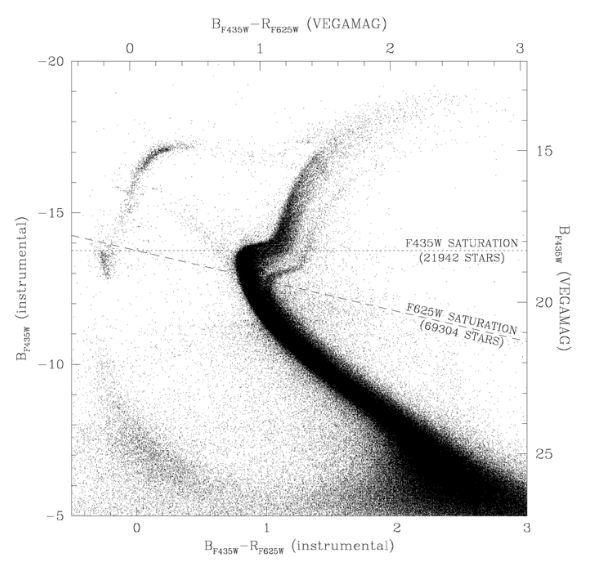 B_F435W−R_F625W (VEGAMAG)
0 1 2 3
−20
−15
−10
−5
15
20
25
B_F435W (instrumental)
B_F435W (VEGAMAG)
F435W SATURATION
(21942 STARS)
F625W SATURATION
(69304 STARS)
0 1 2 3
B_F435W−R_F625W (instrumental)